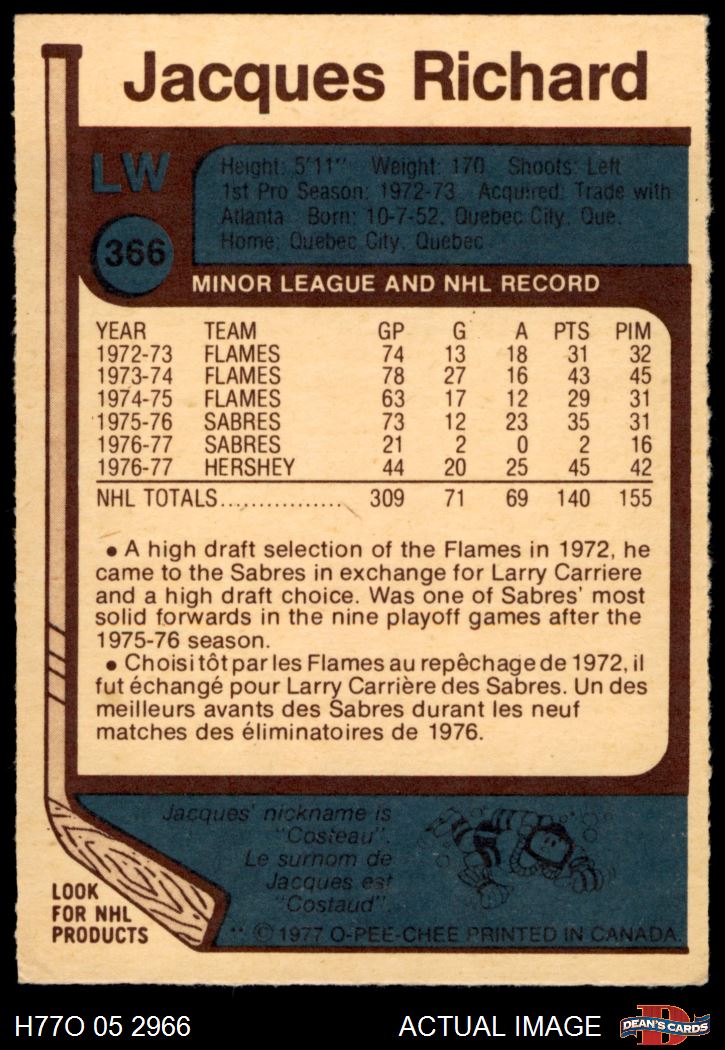 Jacques Richard
LW
366
Height: 5'11" Weight: 170 Shoots: Left
1st Pro Season: 1972-73 Acquired: Trade with
Atlanta Born: 10-7-52, Quebec City, Que.
Home: Quebec City, Quebec
MINOR LEAGUE AND NHL RECORD
YEAR TEAM GP G A PTS PIM
1972-73 FLAMES 74 13 18 31 32
1973-74 FLAMES 78 27 16 43 45
1974-75 FLAMES 63 17 12 29 31
1975-76 SABRES 73 12 23 35 31
1976-77 SABRES 21 2 0 2 16
1976-77 HERSHEY 44 20 25 45 42
NHL TOTALS................. 309 71 69 140 155
• A high draft selection of the Flames in 1972, he
came to the Sabres in exchange for Larry Carriere
and a high draft choice. Was one of Sabres' most
solid forwards in the nine playoff games after the
1975-76 season.
• Choisi tôt par les Flames au repêchage de 1972, il
fut échangé pour Larry Carrière des Sabres. Un des
meilleurs avants des Sabres durant les neuf
matches des éliminatoires de 1976.
Jacques' nickname is
"Costeau".
Le surnom de
Jacques est
"Costaud".
LOOK
FOR NHL
PRODUCTS
** © 1977 O-PEE-CHEE PRINTED IN CANADA.
H77O 05 2966
ACTUAL IMAGE
D
DEAN'S CARDS